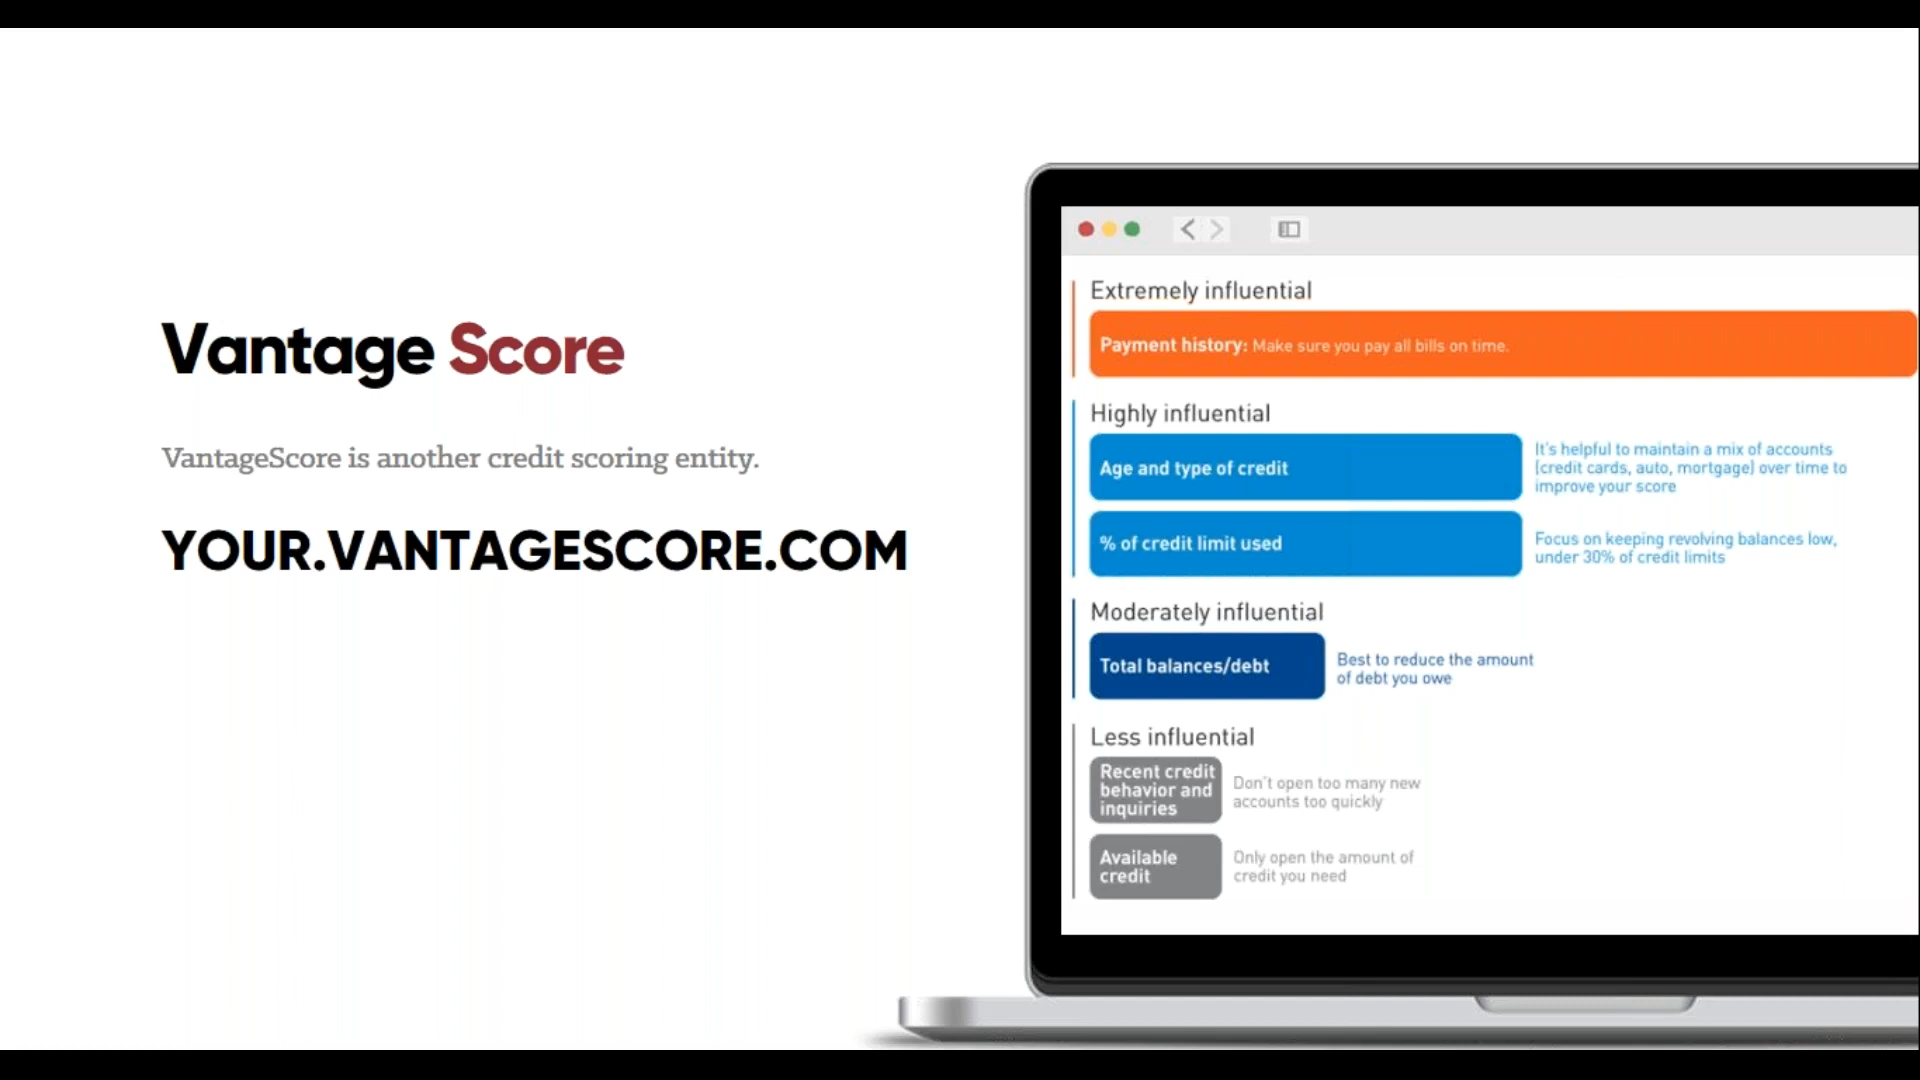 Vantage Score
VantageScore is another credit scoring entity.
YOUR.VANTAGESCORE.COM
Extremely influential
Payment history: Make sure you pay all bills on time.
Highly influential
Age and type of credit
It's helpful to maintain a mix of accounts
(credit cards, auto, mortgage) over time to
improve your score
% of credit limit used
Focus on keeping revolving balances low,
under 30% of credit limits
Moderately influential
Total balances/debt
Best to reduce the amount
of debt you owe
Less influential
Recent credit
behavior and
inquiries
Don't open too many new
accounts too quickly
Available
credit
Only open the amount of
credit you need